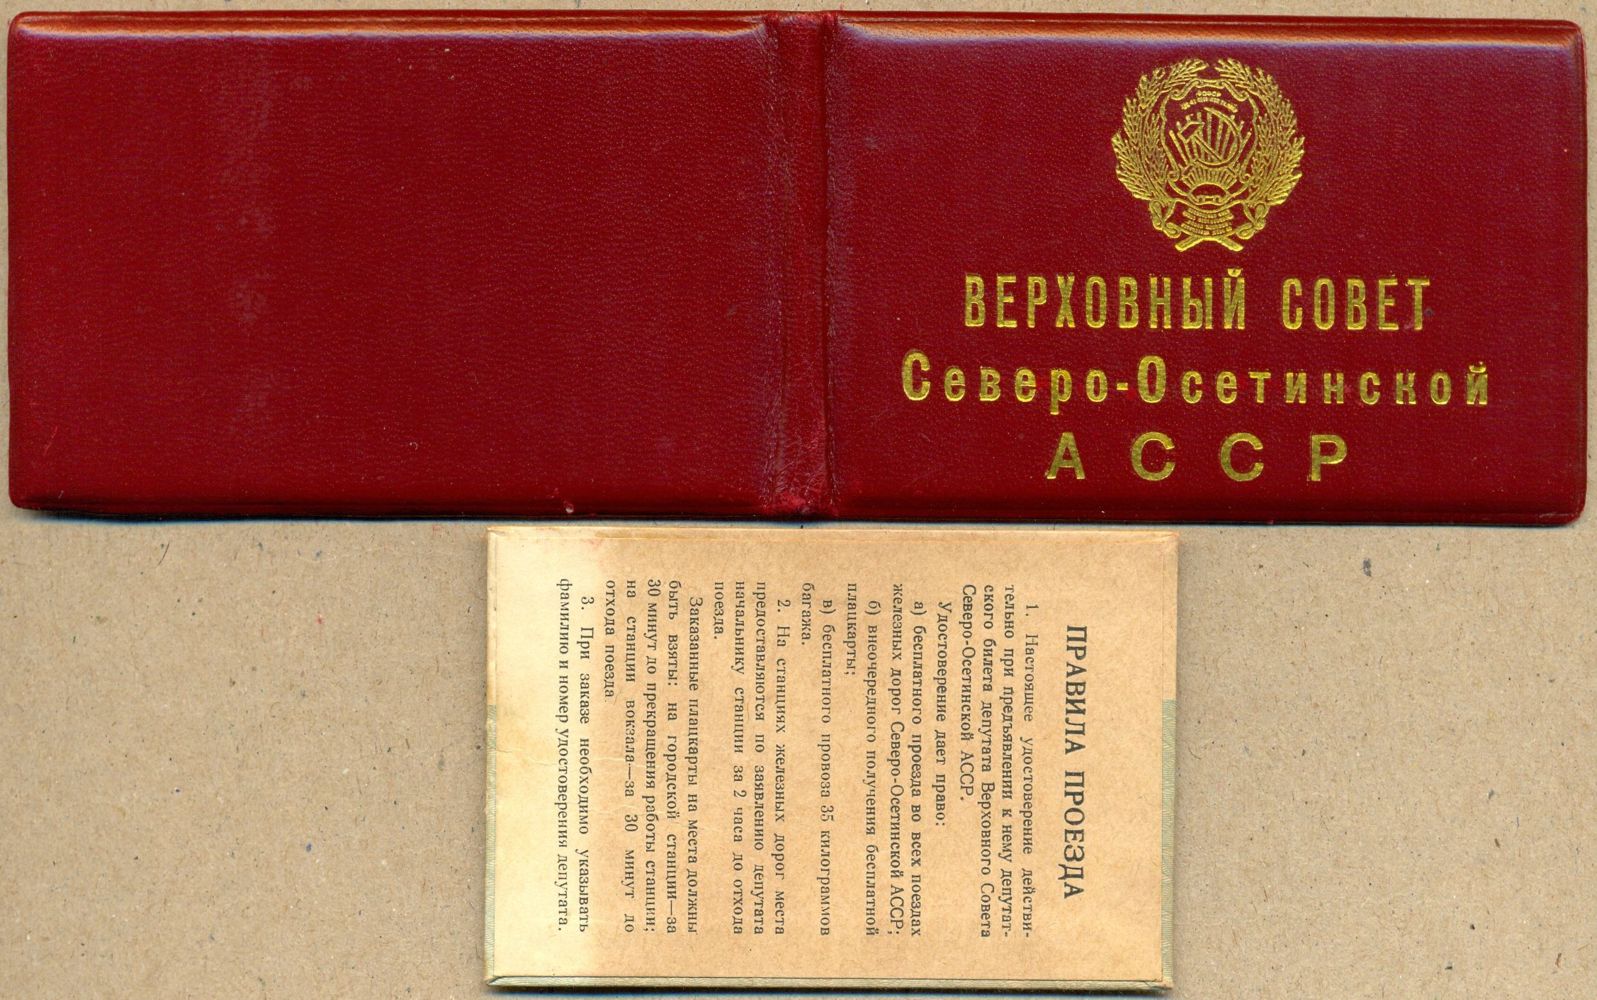 ВЕРХОВНЫЙ СОВЕТ
Северо-Осетинской
АССР
ПРАВИЛА ПРОЕЗДА
1. Настоящее удостоверение действи-
тельно при предъявлении к нему депутат-
ского билета депутата Верховного Совета
Северо-Осетинской АССР.
Удостоверение дает право:
а) бесплатного проезда во всех поездах
железных дорог Северо-Осетинской АССР;
б) внеочередного получения бесплатной
плацкарты;
в) бесплатного провоза 35 килограммов
багажа.
2. На станциях железных дорог места
предоставляются по заявлению депутата
начальнику станции за 2 часа до отхода
поезда.
Заказанные плацкарты на места должны
быть взяты: на городской станции—за
30 минут до прекращения работы станции;
на станции вокзала—за 30 минут до
отхода поезда.
3. При заказе необходимо указывать
фамилию и номер удостоверения депутата.